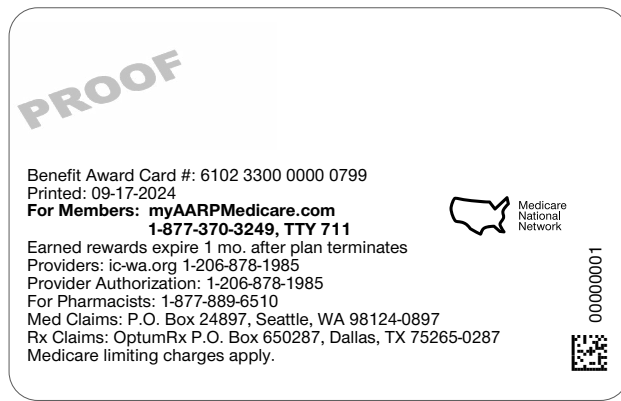 PROOF
Benefit Award Card #: 6102 3300 0000 0799
Printed: 09-17-2024
For Members: myAARPMedicare.com
1-877-370-3249, TTY 711
Earned rewards expire 1 mo. after plan terminates
Providers: ic-wa.org 1-206-878-1985
Provider Authorization: 1-206-878-1985
For Pharmacists: 1-877-889-6510
Med Claims: P.O. Box 24897, Seattle, WA 98124-0897
Rx Claims: OptumRx P.O. Box 650287, Dallas, TX 75265-0287
Medicare limiting charges apply.
Medicare
National
Network
00000001